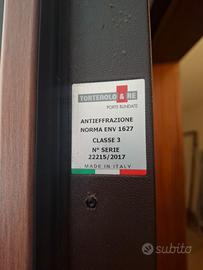 TORTEROLO & RE
PORTE BLINDATE
ANTIEFFRAZIONE
NORMA ENV 1627
CLASSE 3
N° SERIE
22215/2017
MADE IN ITALY
subito